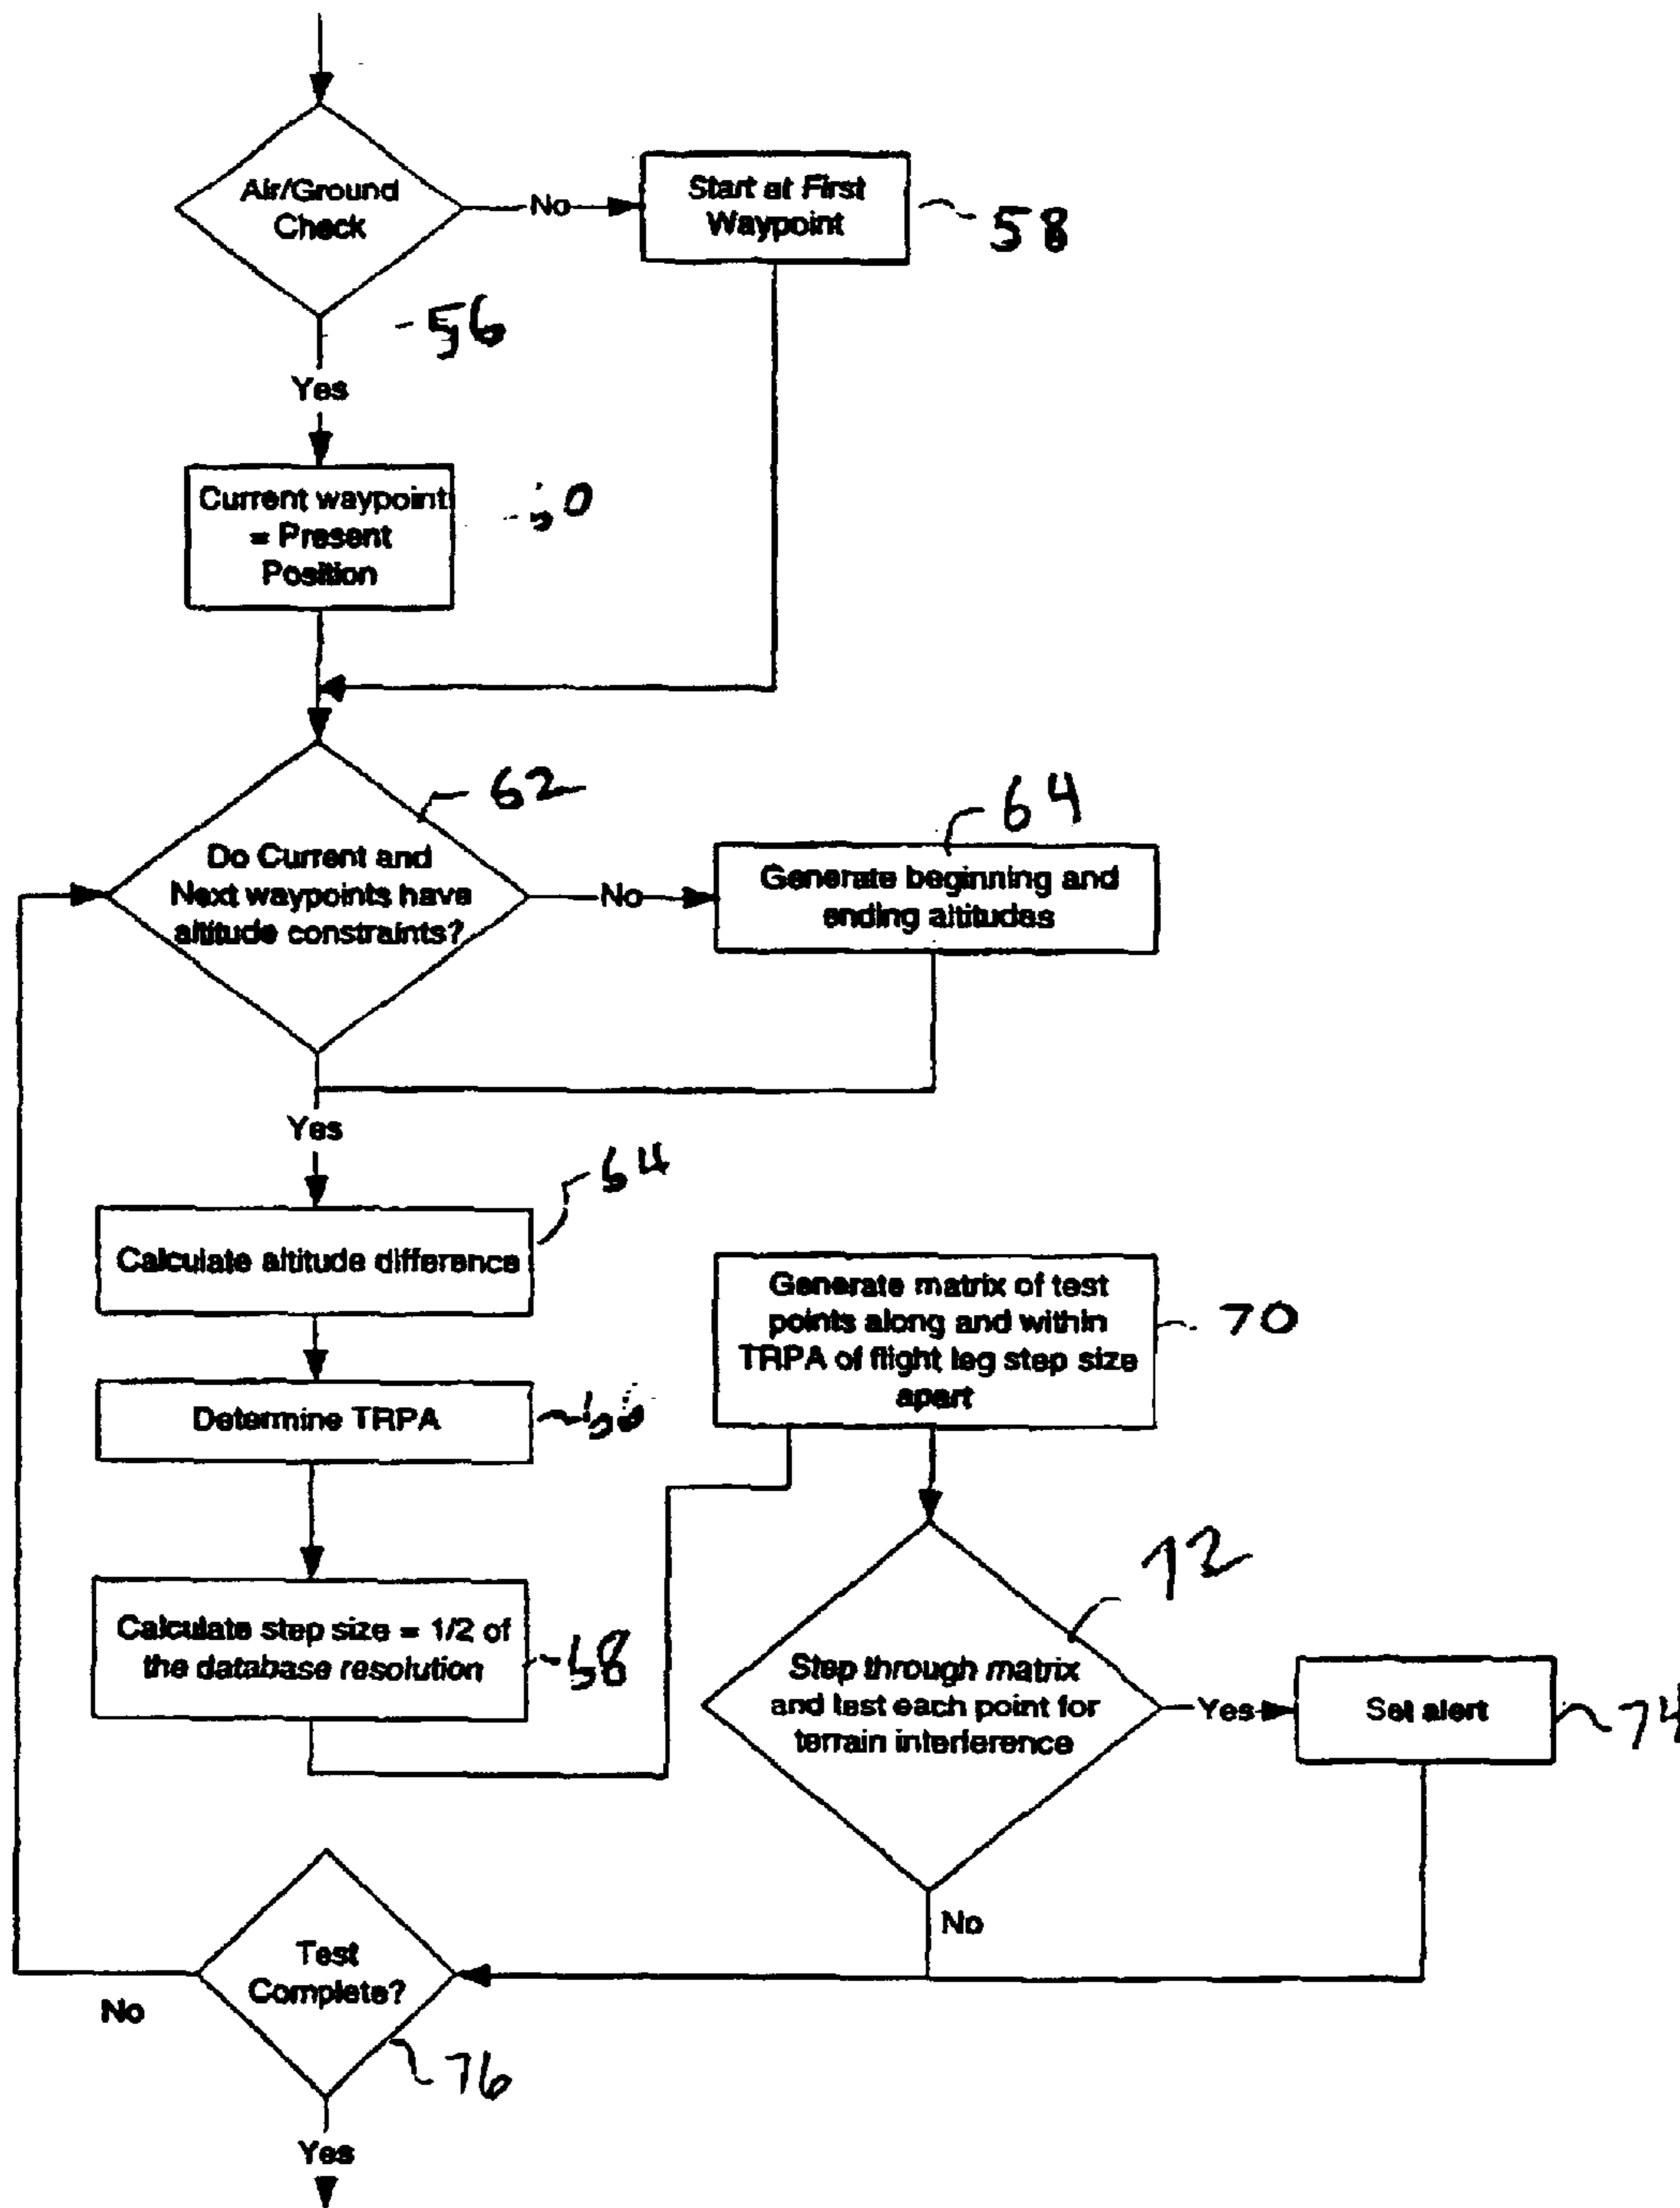 Air/Ground
Check
No
Start at First
Waypoint
58
56
Yes
Current waypoint
= Present
Position
62
Do Current and
Next waypoints have
altitude constraints?
No
64
Generate beginning and
ending altitudes
Yes
64
Calculate altitude difference
Determine TRPA
Calculate step size = 1/2 of
the database resolution
Generate matrix of test
points along and within
TRPA of flight leg step size
apart
70
72
Step through matrix
and test each point for
terrain interference
Yes
Set alert
74
No
Test
Complete?
No
76
Yes